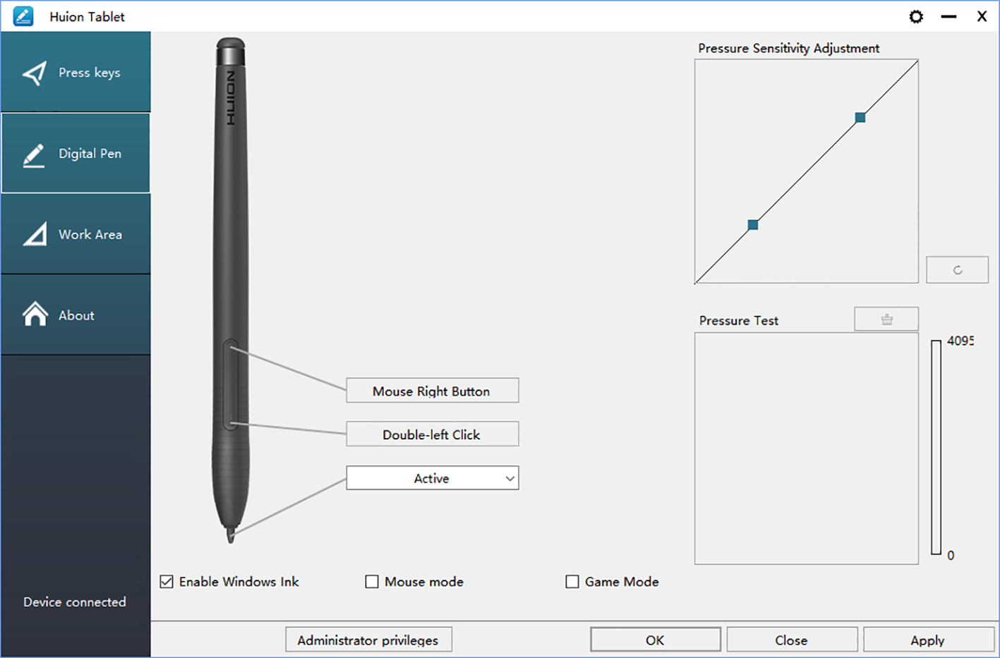 Huion Tablet
Press keys
Digital Pen
Work Area
About
Device connected
HUION
Mouse Right Button
Double-left Click
Active
Enable Windows Ink
Mouse mode
Game Mode
Pressure Sensitivity Adjustment
Pressure Test
4095
0
Administrator privileges
OK
Close
Apply